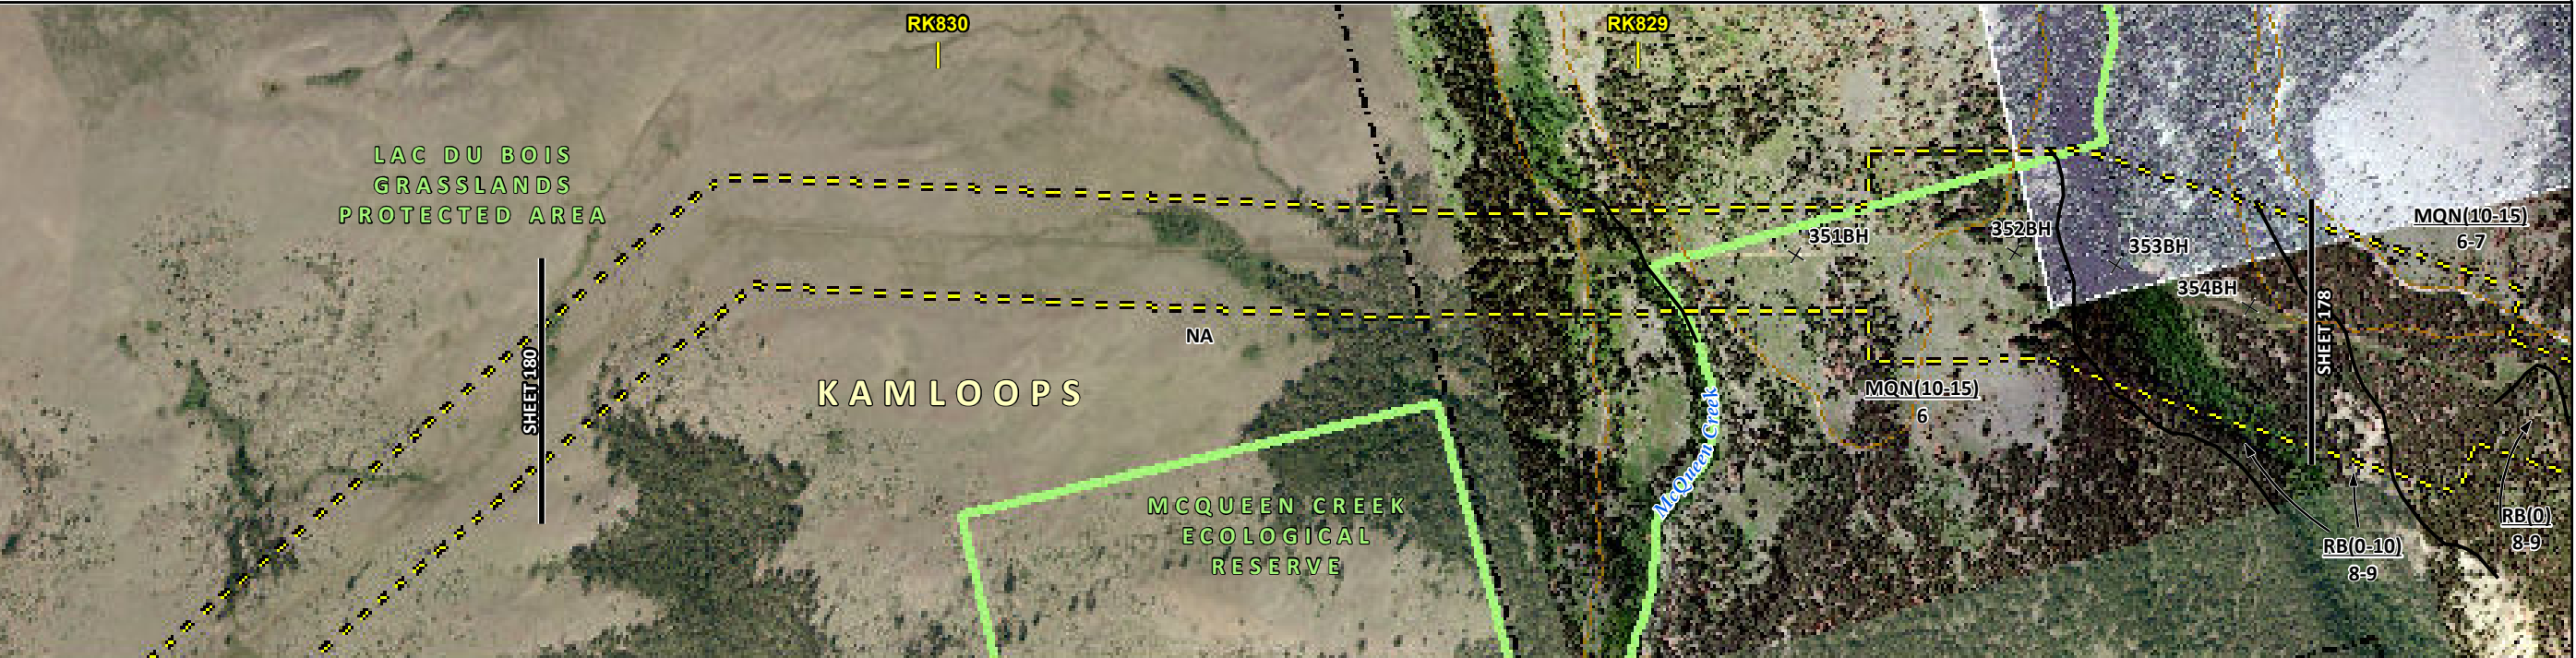 RK830
RK829
LAC DU BOIS
GRASSLANDS
PROTECTED AREA
SHEET 180
NA
KAMLOOPS
MCQUEEN CREEK
ECOLOGICAL
RESERVE
McQueen Creek
351BH
352BH
353BH
354BH
MQN(10-15)
6
MQN(10-15)
6-7
SHEET 178
RB(0-10)
8-9
RB(0)
8-9